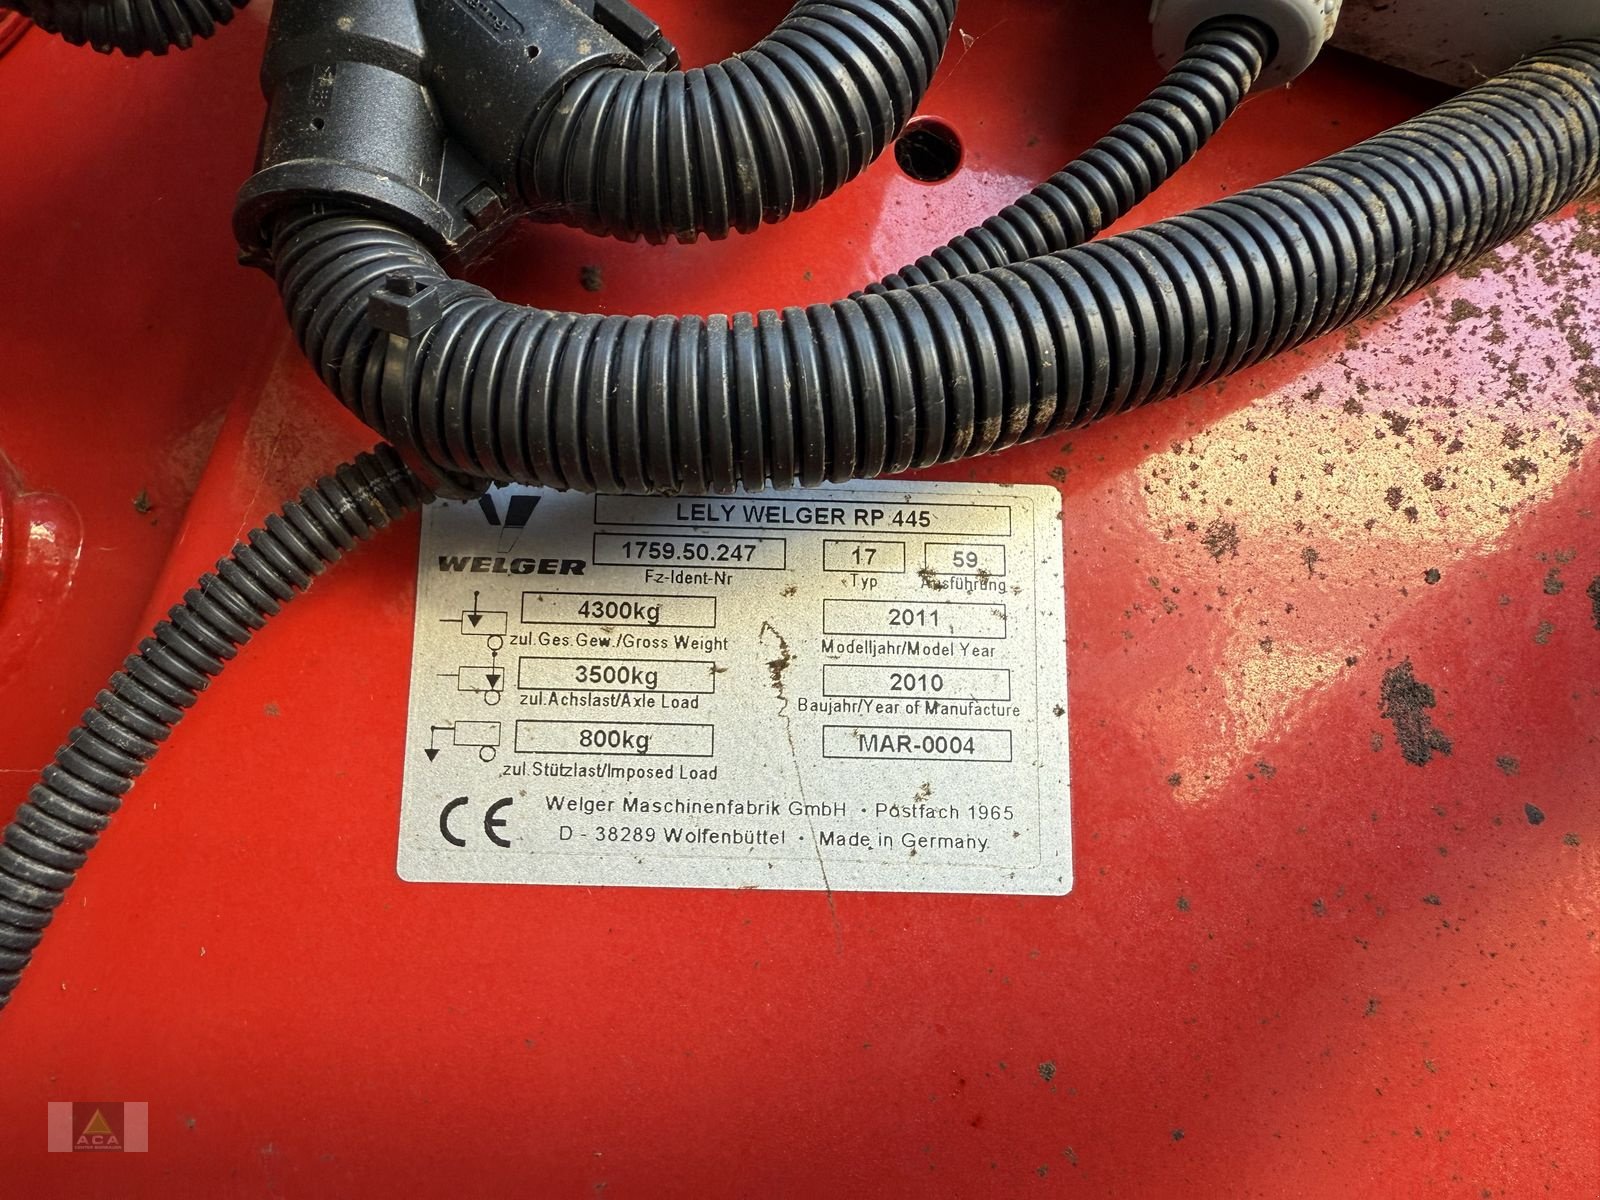 LELY WELGER RP 445
WELGER
1759.50.247 17 59
Fz-Ident-Nr Typ Ausführung
4300kg 2011
zul.Ges.Gew./Gross Weight Modelljahr/Model Year
3500kg 2010
zul.Achslast/Axle Load Baujahr/Year of Manufacture
800kg MAR-0004
zul.Stützlast/Imposed Load
CE Welger Maschinenfabrik GmbH · Postfach 1965
D - 38289 Wolfenbüttel · Made in Germany
ACA